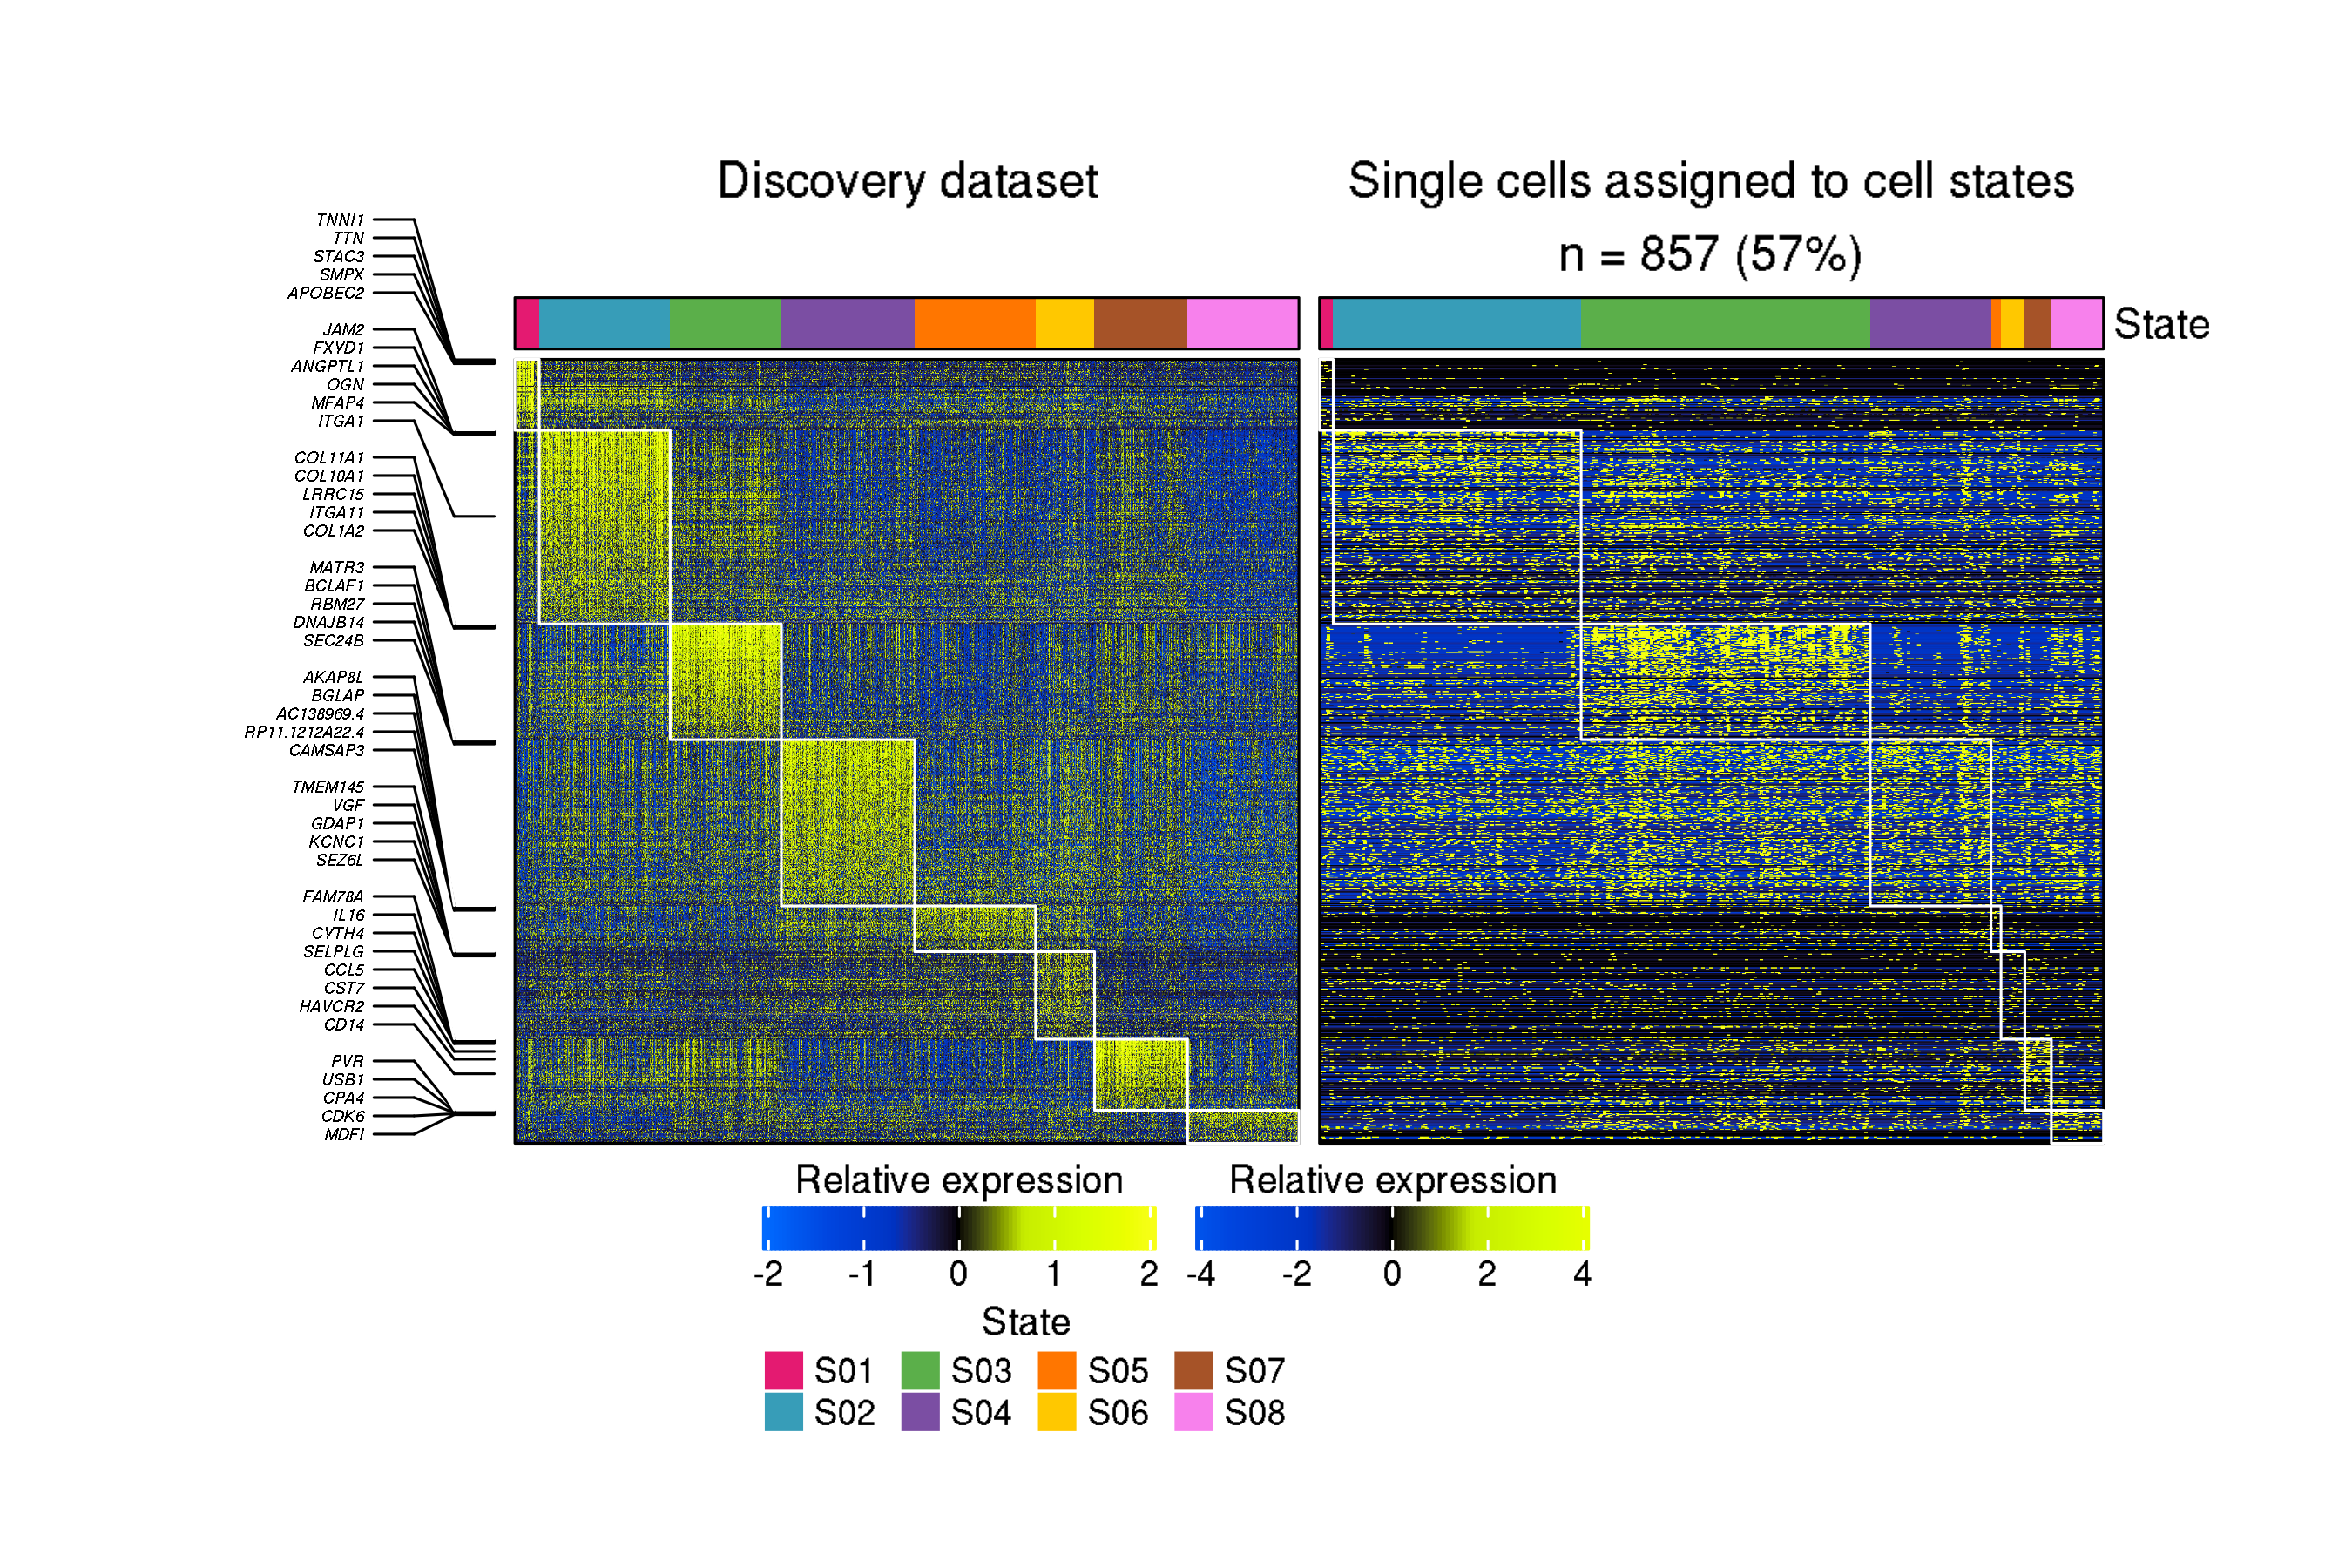 Discovery dataset
Single cells assigned to cell states
n = 857 (57%)
State
TNNI1
TTN
STAC3
SMPX
APOBEC2
JAM2
FXYD1
ANGPTL1
OGN
MFAP4
ITGA1
COL11A1
COL10A1
LRRC15
ITGA11
COL1A2
MATR3
BCLAF1
RBM27
DNAJB14
SEC24B
AKAP8L
BGLAP
AC138969.4
RP11.1212A22.4
CAMSAP3
TMEM145
VGF
GDAP1
KCNC1
SEZ6L
FAM78A
IL16
CYTH4
SELPLG
CCL5
CST7
HAVCR2
CD14
PVR
USB1
CPA4
CDK6
MDFI
Relative expression
-2 -1 0 1 2
Relative expression
-4 -2 0 2 4
State
S01 S03 S05 S07
S02 S04 S06 S08